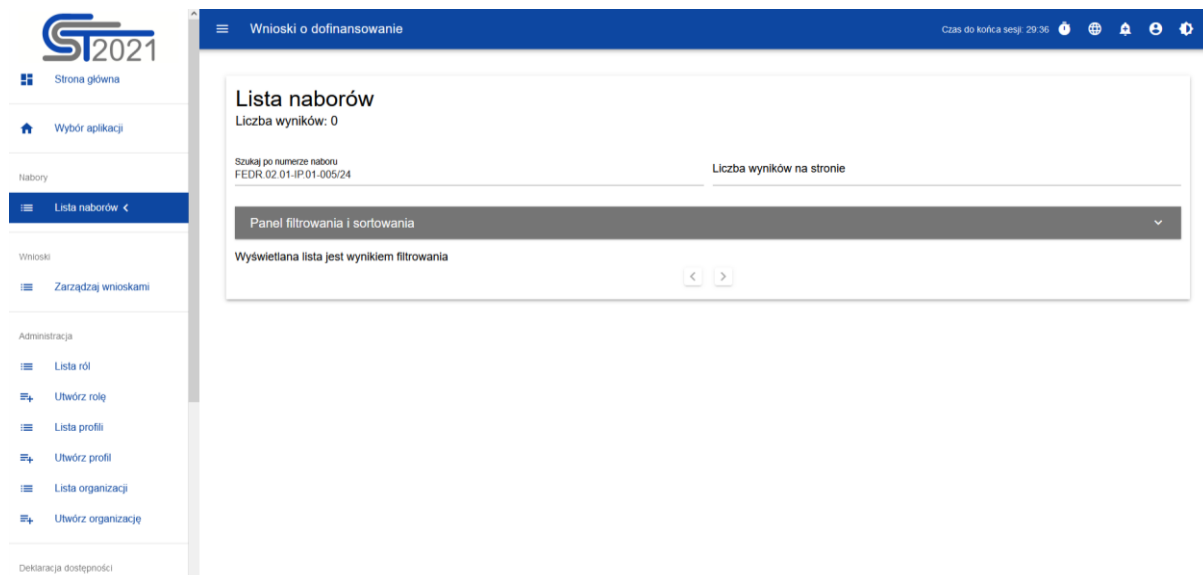 ST2021
Strona główna
Wybór aplikacji
Nabory
Lista naborów
Wnioski
Zarządzaj wnioskami
Administracja
Lista ról
Utwórz rolę
Lista profili
Utwórz profil
Lista organizacji
Utwórz organizację
Deklaracja dostępności
Wnioski o dofinansowanie
Czas do końca sesji: 29:36
Lista naborów
Liczba wyników: 0
Szukaj po numerze naboru
FEDR.02.01-IP.01-005/24
Liczba wyników na stronie
Panel filtrowania i sortowania
Wyświetlana lista jest wynikiem filtrowania